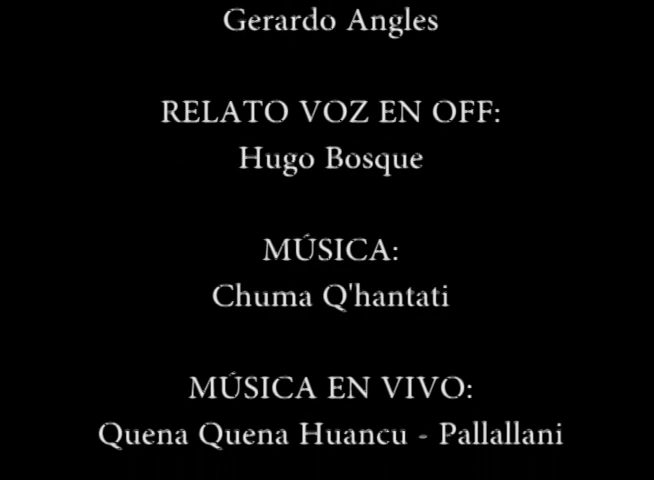 Gerardo Angles
RELATO VOZ EN OFF:
Hugo Bosque
MÚSICA:
Chuma Q'hantati
MÚSICA EN VIVO:
Quena Quena Huancu - Pallallani